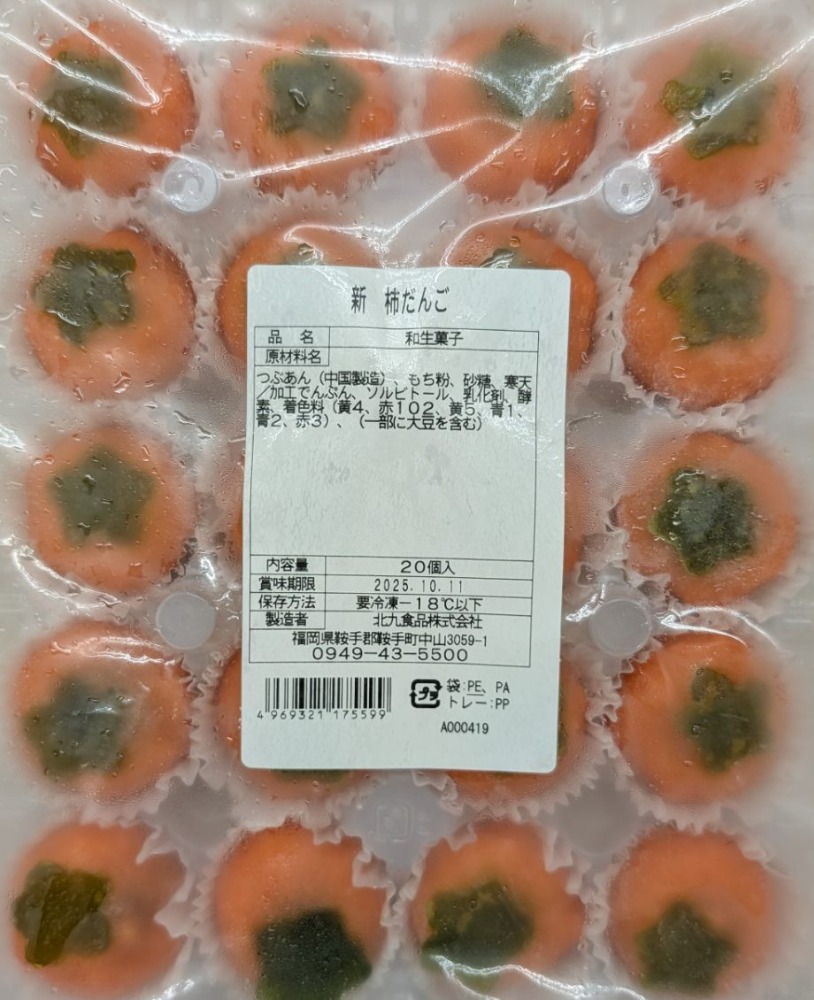 新 柿だんご
品 名 和生菓子
原材料名
つぶあん（中国製造）、もち粉、砂糖、寒天
／加工でんぷん、ソルビトール、乳化剤、酵
素、着色料（黄4、赤102、黄5、青1、
青2、赤3）、（一部に大豆を含む）
内容量 20個入
賞味期限 2025.10.11
保存方法 要冷凍－18℃以下
製造者 北九食品株式会社
福岡県鞍手郡鞍手町中山3059-1
0949－43－5500
4 969321 175599
プラ 袋:PE、PA
トレー:PP
A000419